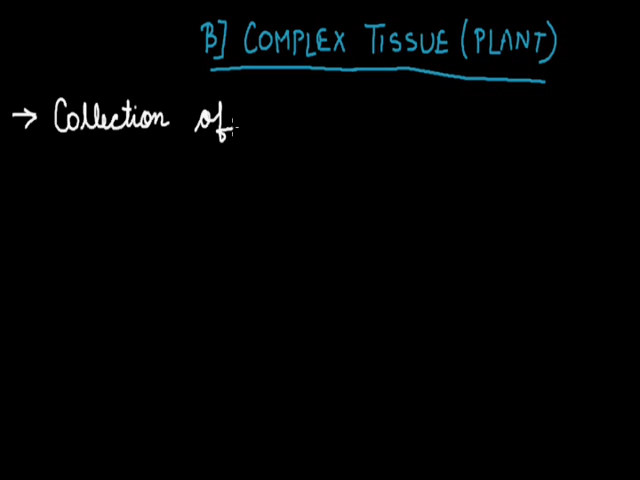 B] COMPLEX TISSUE (PLANT)
→ Collection of